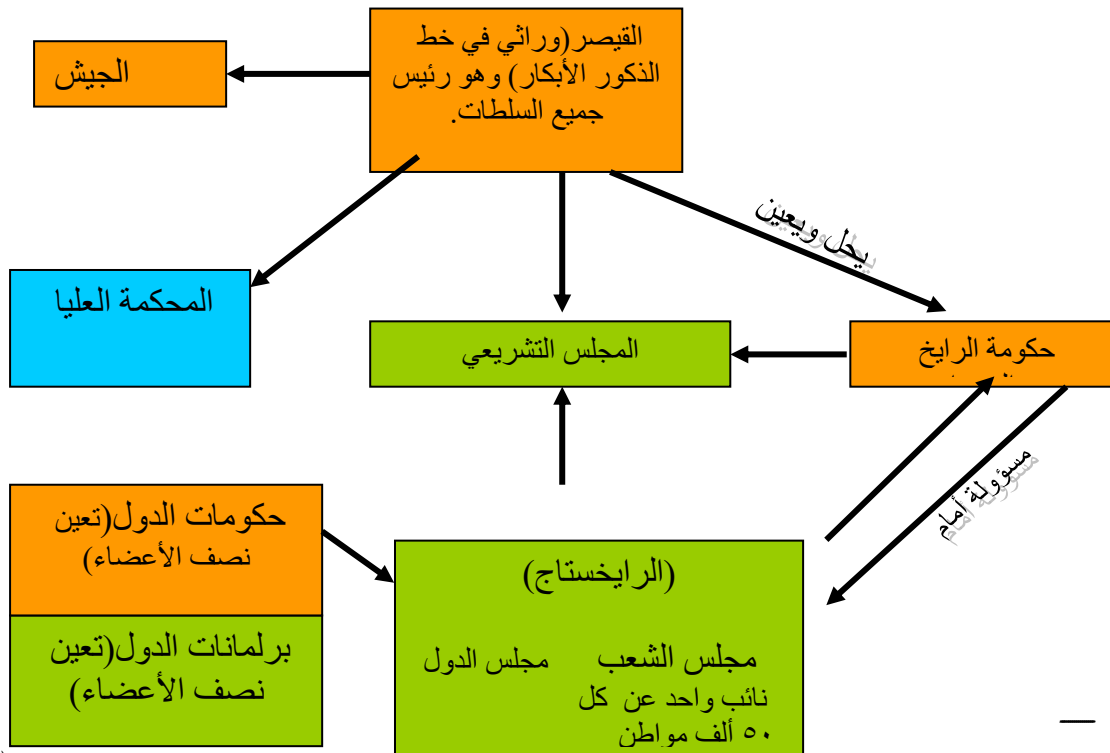 القيصر(وراثي في خط
الذكور الأبكار) وهو رئيس
جميع السلطات.
الجيش
يحل ويعين
المحكمة العليا
المجلس التشريعي
حكومة الرايخ
مسؤولة أمام
حكومات الدول(تعين
نصف الأعضاء)
برلمانات الدول(تعين
نصف الأعضاء)
(الرايخستاج)
مجلس الشعب مجلس الدول
نائب واحد عن كل
٥٠ ألف مواطن